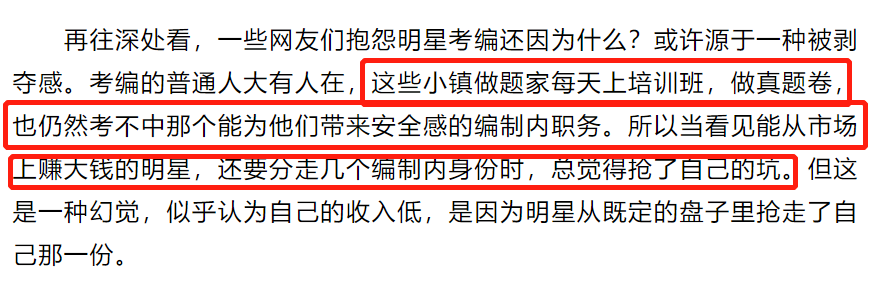 再往深处看，一些网友们抱怨明星考编还因为什么？或许源于一种被剥
夺感。考编的普通人大有人在，这些小镇做题家每天上培训班，做真题卷，
也仍然考不中那个能为他们带来安全感的编制内职务。所以当看见能从市场
上赚大钱的明星，还要分走几个编制内身份时，总觉得抢了自己的坑。但这
是一种幻觉，似乎认为自己的收入低，是因为明星从既定的盘子里抢走了自
己那一份。